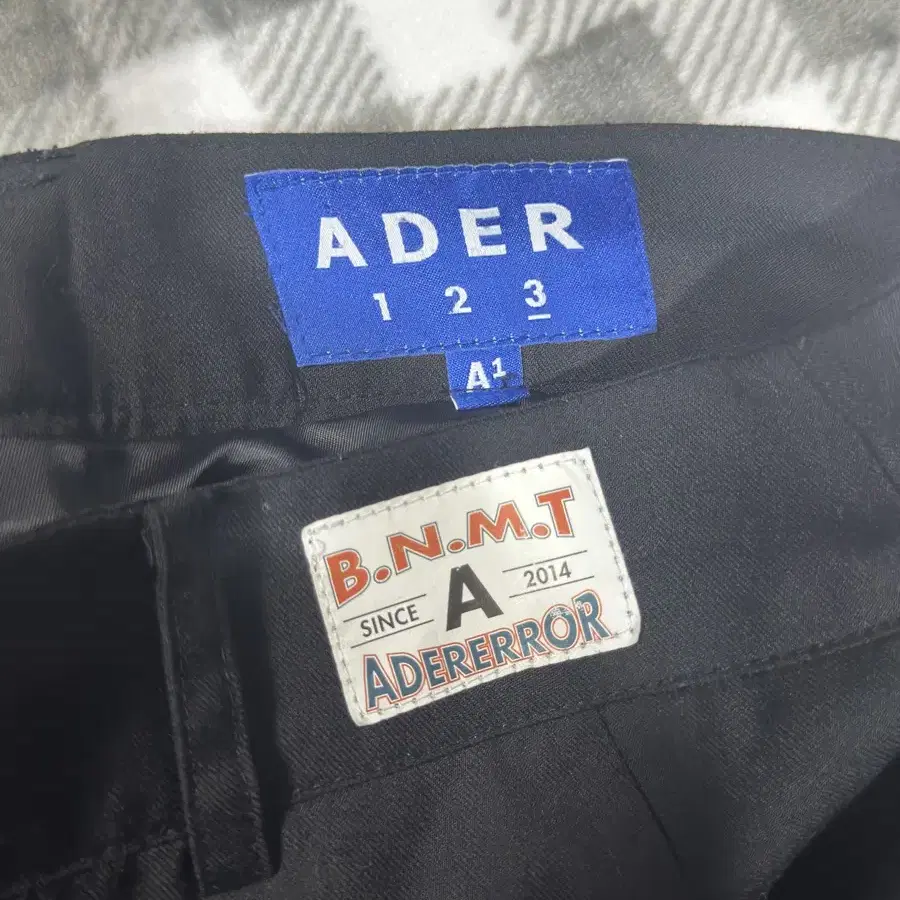 ADER
1 2 3
A¹
B.N.M.T
SINCE A 2014
ADERERROR